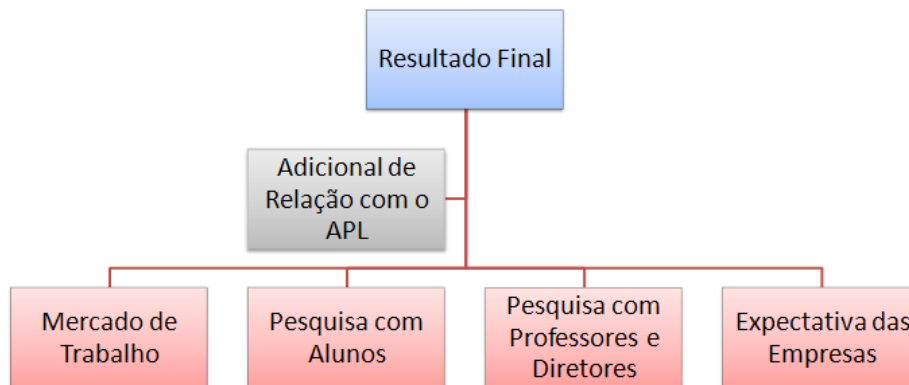 Resultado Final
Adicional de
Relação com o
APL
Mercado de
Trabalho
Pesquisa com
Alunos
Pesquisa com
Professores e
Diretores
Expectativa das
Empresas